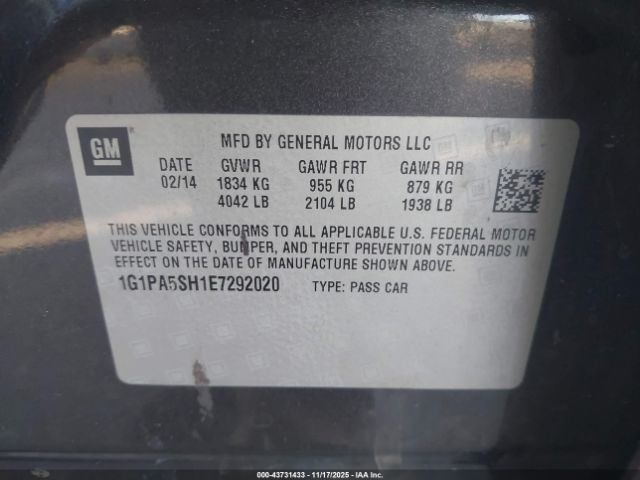 GM
MFD BY GENERAL MOTORS LLC
DATE GVWR GAWR FRT GAWR RR
02/14 1834 KG 955 KG 879 KG
4042 LB 2104 LB 1938 LB
THIS VEHICLE CONFORMS TO ALL APPLICABLE U.S. FEDERAL MOTOR
VEHICLE SAFETY, BUMPER, AND THEFT PREVENTION STANDARDS IN
EFFECT ON THE DATE OF MANUFACTURE SHOWN ABOVE.
1G1PA5SH1E7292020 TYPE: PASS CAR
000-43731433 - 11/17/2025 - IAA Inc.